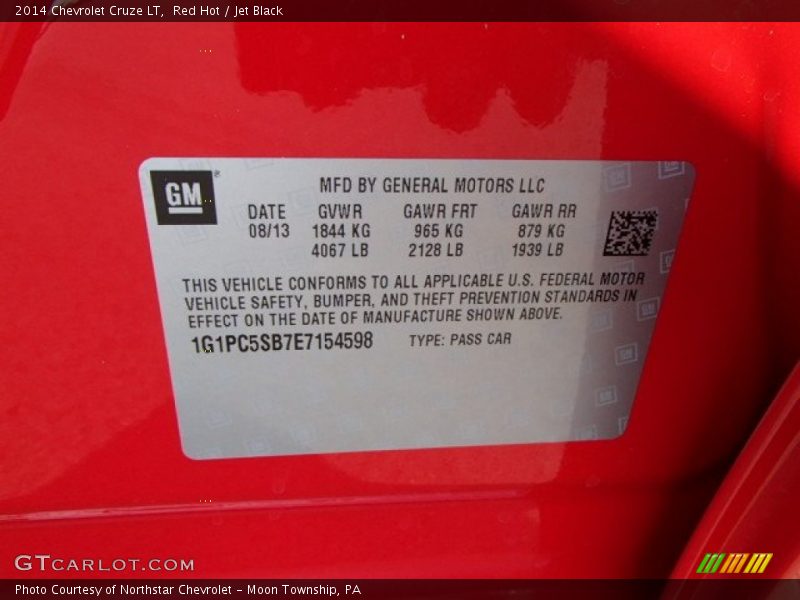 2014 Chevrolet Cruze LT,  Red Hot / Jet Black
GM®
MFD BY GENERAL MOTORS LLC
DATE GVWR GAWR FRT GAWR RR
08/13 1844 KG 965 KG 879 KG
4067 LB 2128 LB 1939 LB
THIS VEHICLE CONFORMS TO ALL APPLICABLE U.S. FEDERAL MOTOR
VEHICLE SAFETY, BUMPER, AND THEFT PREVENTION STANDARDS IN
EFFECT ON THE DATE OF MANUFACTURE SHOWN ABOVE.
1G1PC5SB7E7154598 TYPE: PASS CAR
GTCARLOT.COM
Photo Courtesy of Northstar Chevrolet - Moon Township, PA